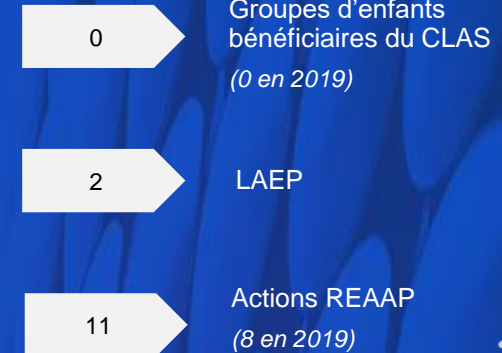 0
Groupes d’enfants
bénéficiaires du CLAS
(0 en 2019)
2
LAEP
11
Actions REAAP
(8 en 2019)